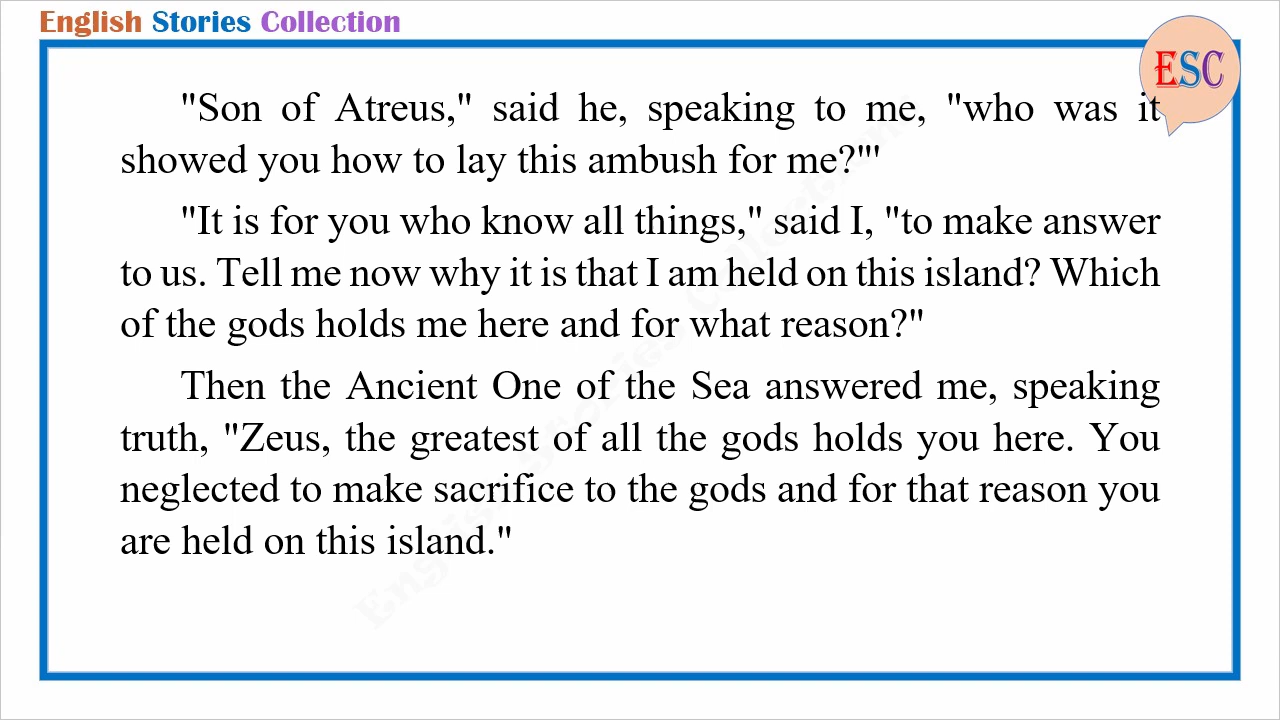 English Stories Collection
ESC
"Son of Atreus," said he, speaking to me, "who was it
showed you how to lay this ambush for me?"'
"It is for you who know all things," said I, "to make answer
to us. Tell me now why it is that I am held on this island? Which
of the gods holds me here and for what reason?"
Then the Ancient One of the Sea answered me, speaking
truth, "Zeus, the greatest of all the gods holds you here. You
neglected to make sacrifice to the gods and for that reason you
are held on this island."